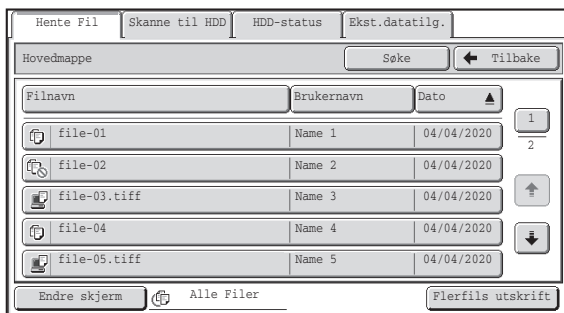 Hente Fil Skanne til HDD HDD-status Ekst.datatilg.
Hovedmappe Søke Tilbake
Filnavn Brukernavn Dato
file-01 Name 1 04/04/2020
file-02 Name 2 04/04/2020
file-03.tiff Name 3 04/04/2020
file-04 Name 4 04/04/2020
file-05.tiff Name 5 04/04/2020
1
2
Endre skjerm Alle Filer Flerfils utskrift